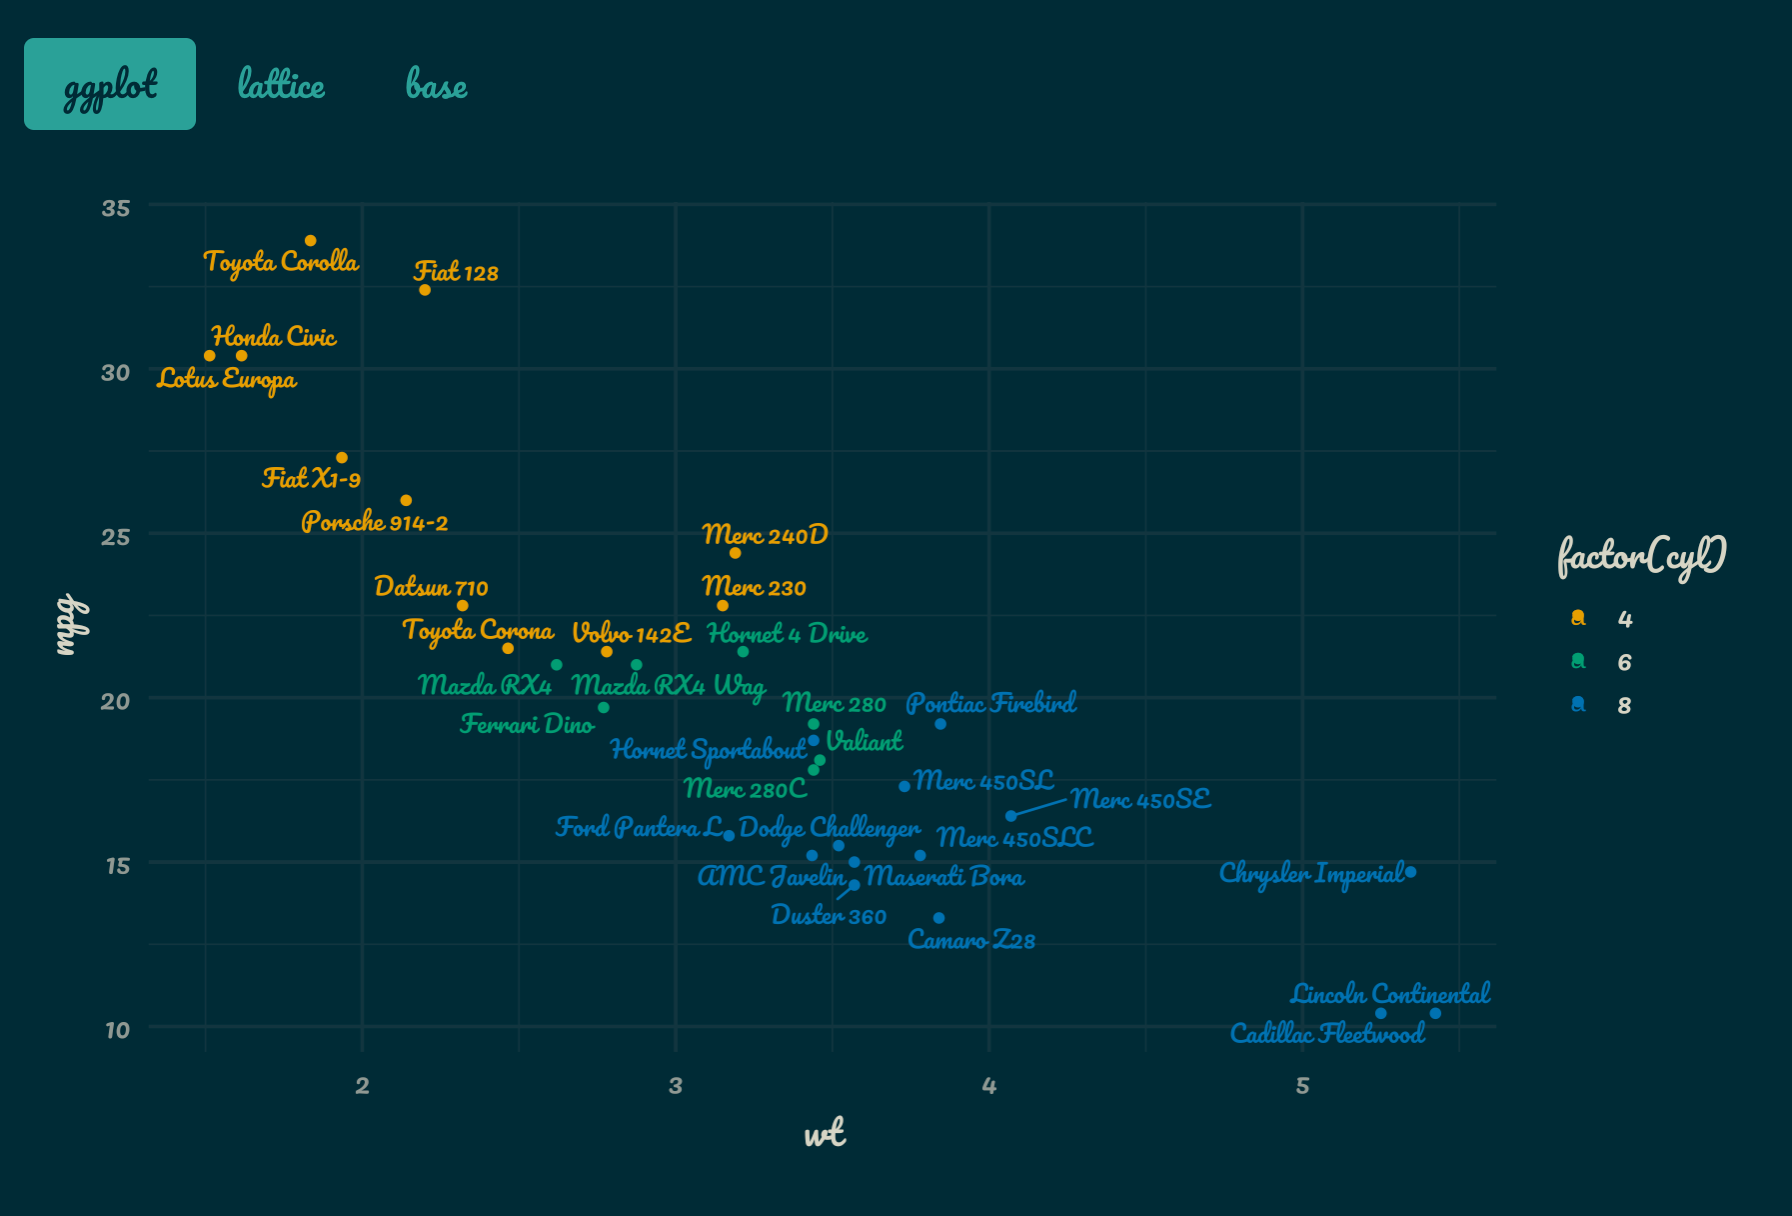 ggplot lattice base
35
Toyota Corolla
Fiat 128
Honda Civic
30
Lotus Europa
Fiat X1-9
Porsche 914-2
25
Merc 240D
factor(cyl)
Datsun 710
Merc 230
mpg
4
Toyota Corona
Volvo 142E
Hornet 4 Drive
6
Mazda RX4
Mazda RX4 Wag
20
Merc 280
Pontiac Firebird
8
Ferrari Dino
Valiant
Hornet Sportabout
Merc 450SL
Merc 280C
Merc 450SE
Ford Pantera L
Dodge Challenger
Merc 450SLC
15
AMC Javelin
Maserati Bora
Chrysler Imperial
Duster 360
Camaro Z28
Lincoln Continental
10
Cadillac Fleetwood
2 3 4 5
wt